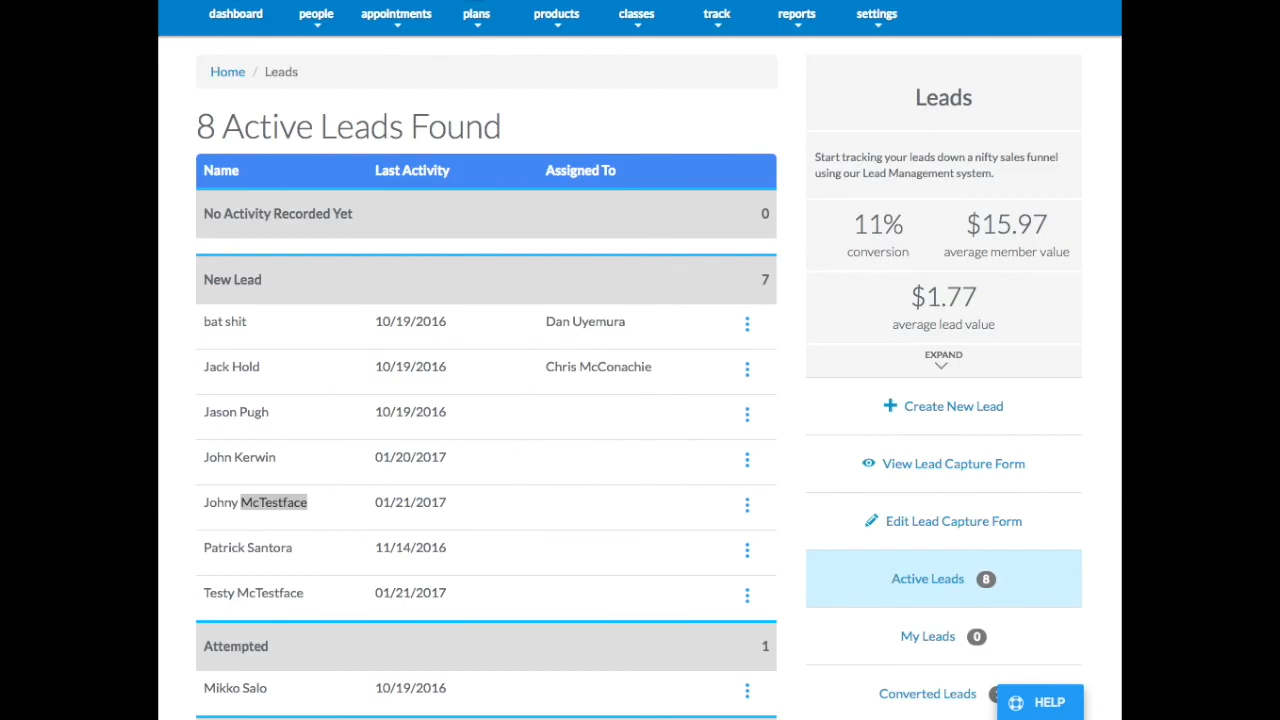 dashboard people appointments plans products classes track reports settings
Home / Leads
8 Active Leads Found
Name Last Activity Assigned To
No Activity Recorded Yet 0
New Lead 7
bat shit 10/19/2016 Dan Uyemura
Jack Hold 10/19/2016 Chris McConachie
Jason Pugh 10/19/2016
John Kerwin 01/20/2017
Johny McTestface 01/21/2017
Patrick Santora 11/14/2016
Testy McTestface 01/21/2017
Attempted 1
Mikko Salo 10/19/2016
Leads
Start tracking your leads down a nifty sales funnel
using our Lead Management system.
11% $15.97
conversion average member value
$1.77
average lead value
EXPAND
Create New Lead
View Lead Capture Form
Edit Lead Capture Form
Active Leads 8
My Leads 0
Converted Leads
HELP